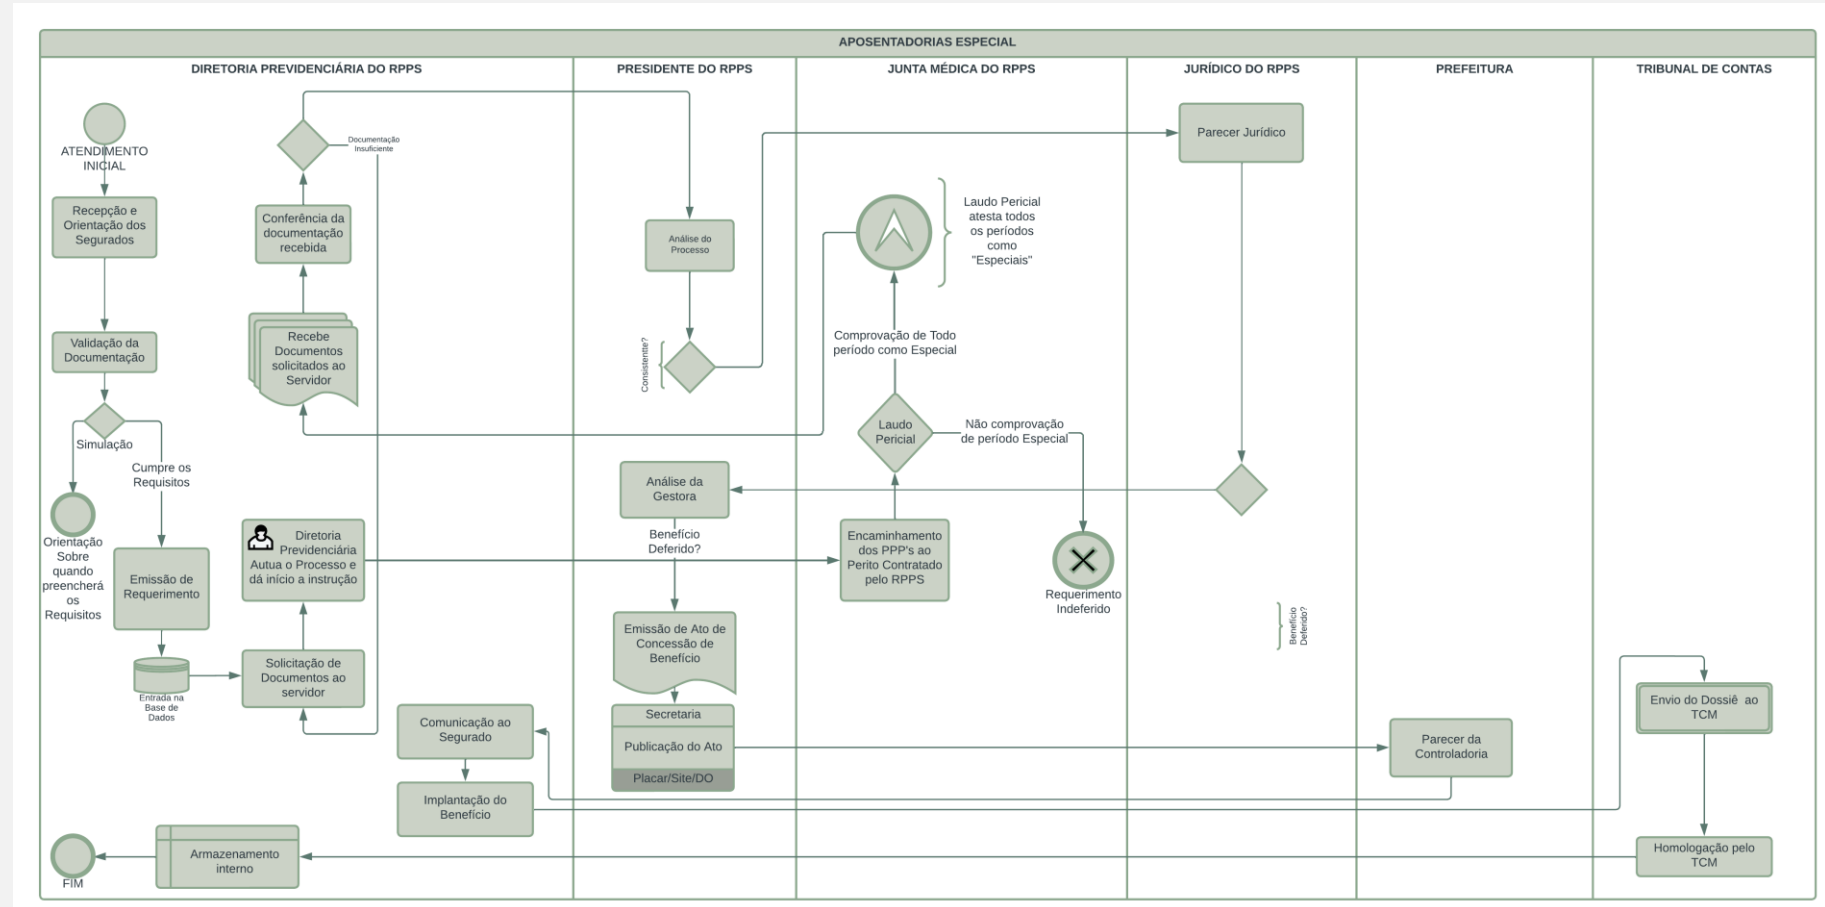 APOSENTADORIAS ESPECIAL
DIRETORIA PREVIDENCIÁRIA DO RPPS
PRESIDENTE DO RPPS
JUNTA MÉDICA DO RPPS
JURÍDICO DO RPPS
PREFEITURA
TRIBUNAL DE CONTAS
ATENDIMENTO
INICIAL
Recepção e
Orientação dos
Segurados
Validação da
Documentação
Simulação
Cumpre os
Requisitos
Orientação
Sobre
quando
preencherá
os
Requisitos
Emissão de
Requerimento
Entrada na
Base de
Dados
Solicitação de
Documentos ao
servidor
Diretoria
Previdenciária
Autua o Processo e
dá início a instrução
Recebe
Documentos
solicitados ao
Servidor
Conferência da
documentação
recebida
Documentação
Insuficiente
Comunicação ao
Segurado
Implantação do
Benefício
Armazenamento
interno
FIM
Análise do
Processo
Consistentte?
Análise da
Gestora
Benefício
Deferido?
Emissão de Ato de
Concessão de
Benefício
Secretaria
Publicação do Ato
Placar/Site/DO
Laudo Pericial
atesta todos
os períodos
como
"Especiais"
Comprovação de Todo
período como Especial
Laudo
Pericial
Não comprovação
de período Especial
Encaminhamento
dos PPP's ao
Perito Contratado
pelo RPPS
Requerimento
Indeferido
Parecer Jurídico
Benefício
Deferido?
Parecer da
Controladoria
Envio do Dossiê ao
TCM
Homologação pelo
TCM